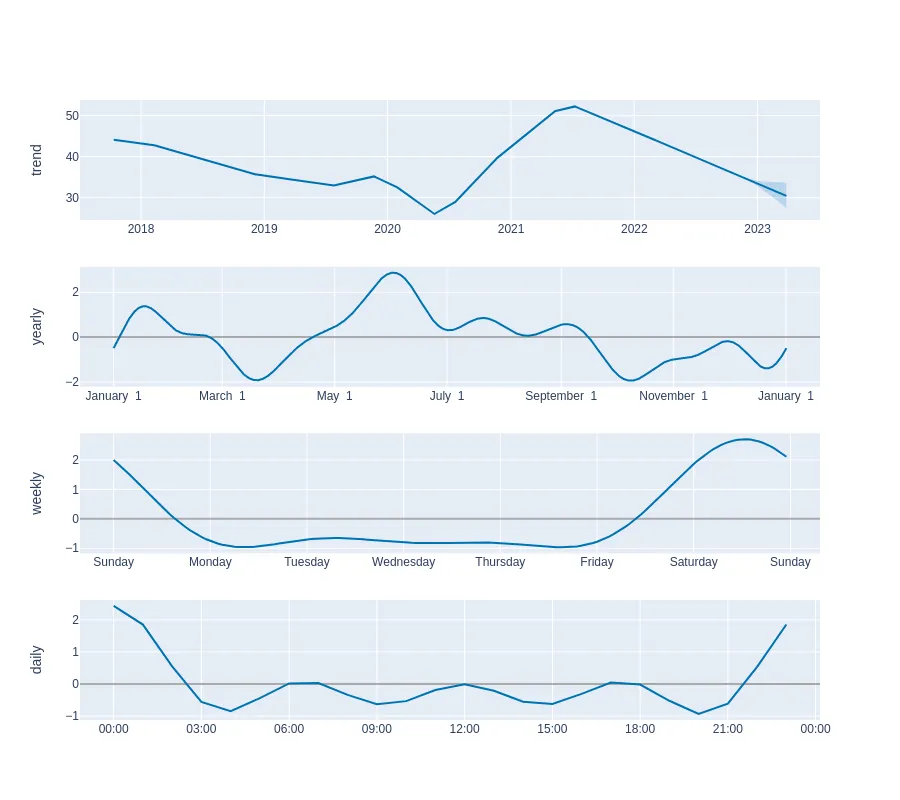 trend
50
40
30
2018 2019 2020 2021 2022 2023
yearly
2
0
−2
January 1 March 1 May 1 July 1 September 1 November 1 January 1
weekly
2
1
0
−1
Sunday Monday Tuesday Wednesday Thursday Friday Saturday Sunday
daily
2
1
0
−1
00:00 03:00 06:00 09:00 12:00 15:00 18:00 21:00 00:00